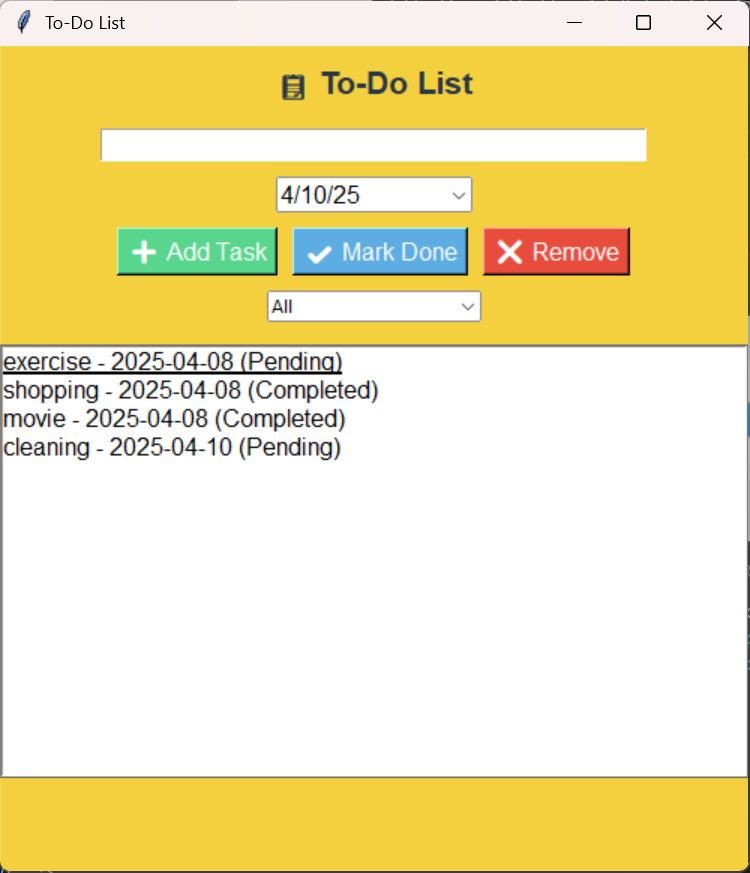 To-Do List
To-Do List
4/10/25
Add Task Mark Done Remove
All
exercise - 2025-04-08 (Pending)
shopping - 2025-04-08 (Completed)
movie - 2025-04-08 (Completed)
cleaning - 2025-04-10 (Pending)